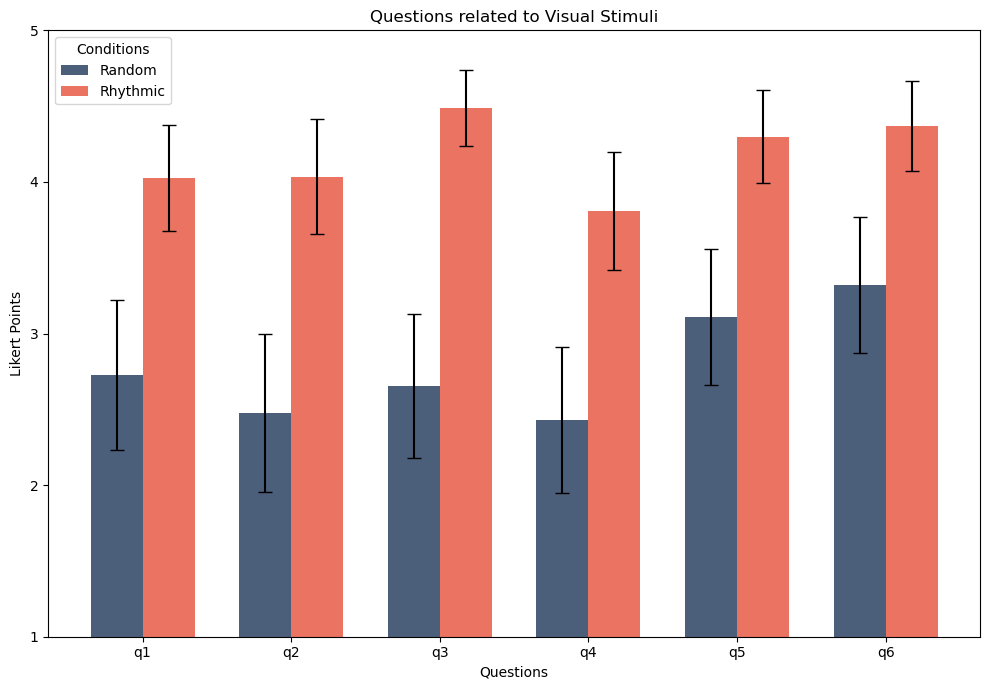 Questions related to Visual Stimuli
Conditions
Random
Rhythmic
Likert Points
5
4
3
2
1
q1 q2 q3 q4 q5 q6
Questions